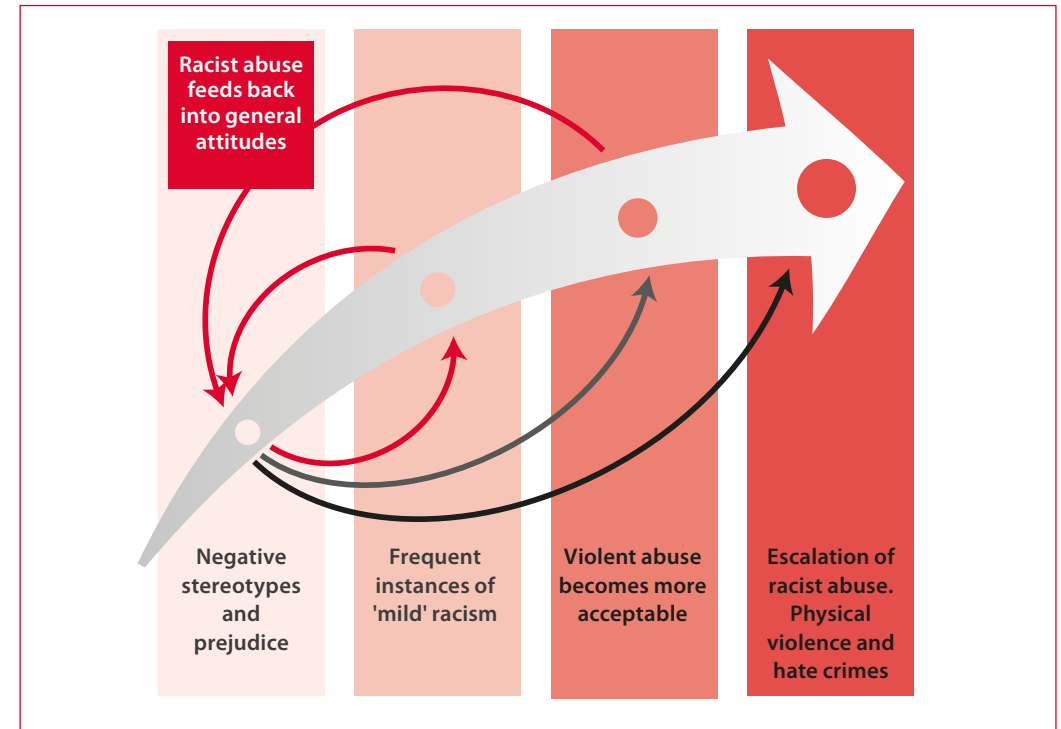 Racist abuse
feeds back
into general
attitudes
Negative
stereotypes
and
prejudice
Frequent
instances of
'mild' racism
Violent abuse
becomes more
acceptable
Escalation of
racist abuse.
Physical
violence and
hate crimes